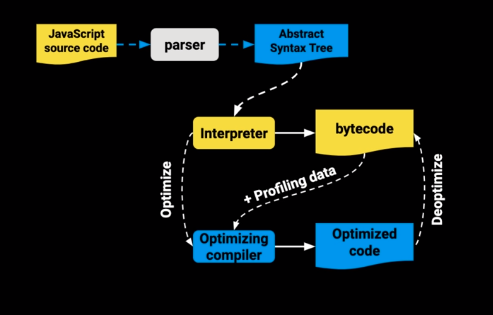 JavaScript
source code
parser
Abstract
Syntax Tree
Interpreter
bytecode
Optimize
+ Profiling data
Deoptimize
Optimizing
compiler
Optimized
code